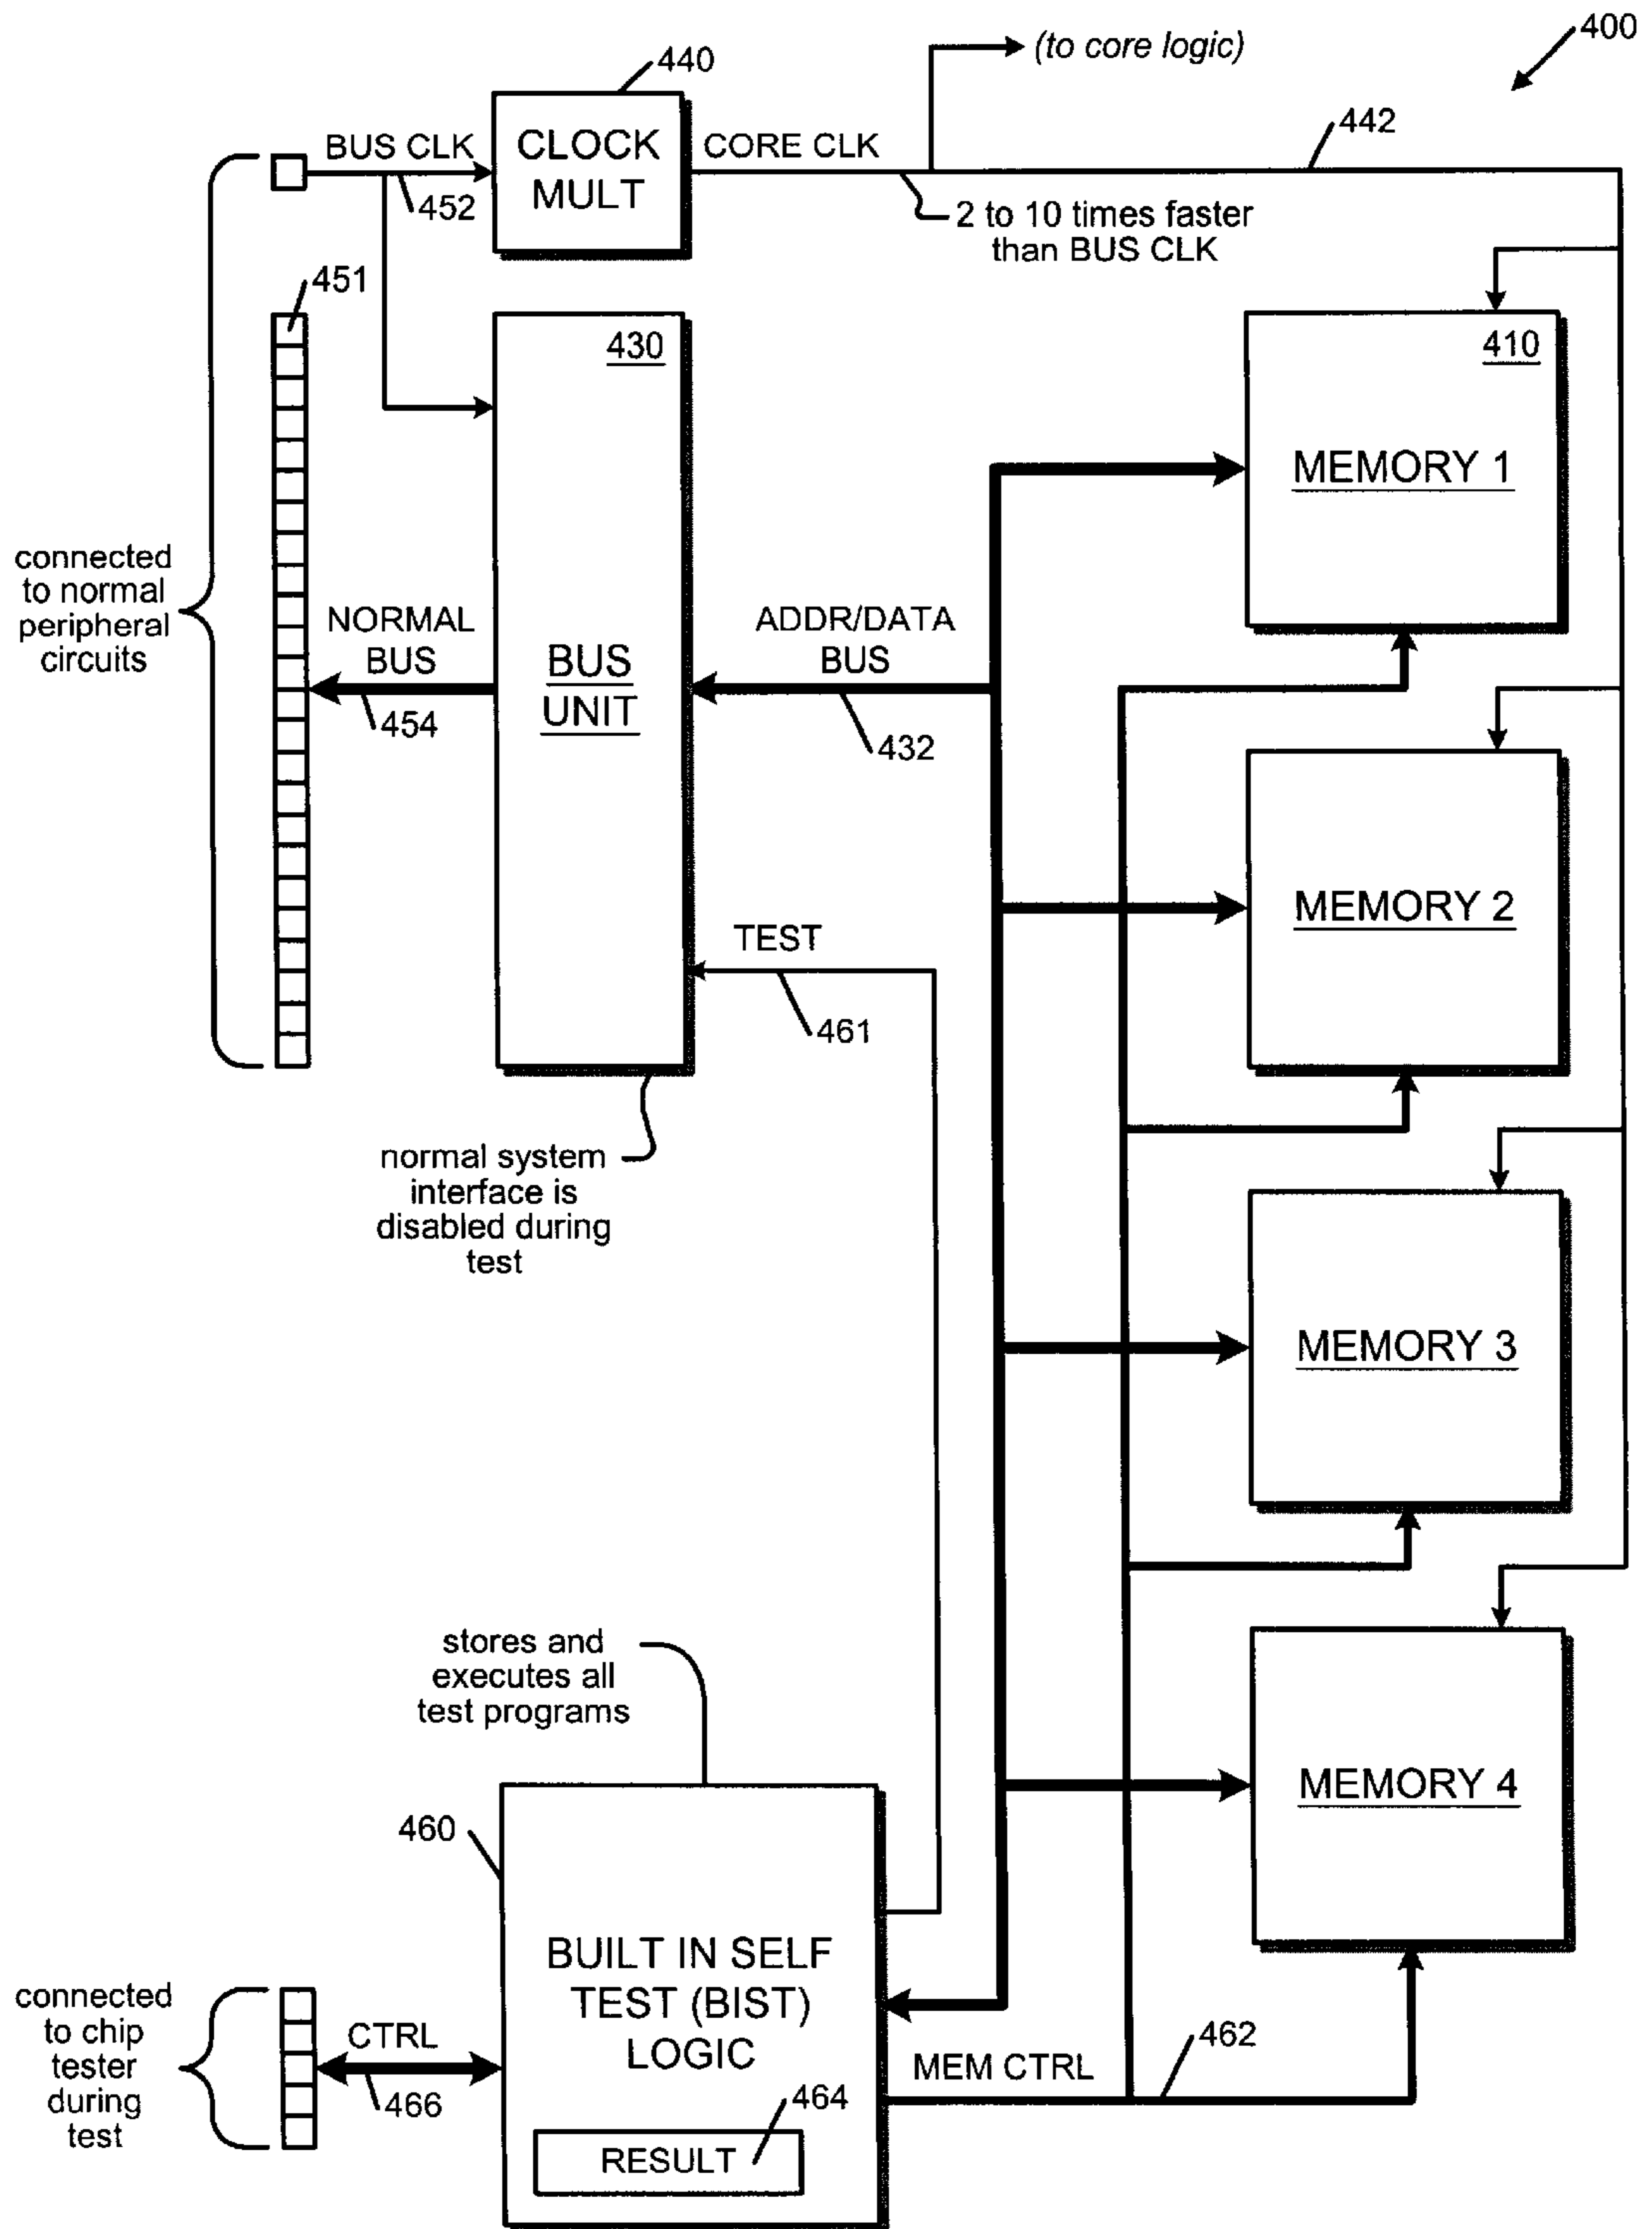 400
(to core logic)
440
442
BUS CLK
CLOCK
MULT
CORE CLK
452
2 to 10 times faster
than BUS CLK
451
430
410
MEMORY 1
connected
to normal
peripheral
circuits
NORMAL
BUS
454
BUS
UNIT
ADDR/DATA
BUS
432
MEMORY 2
TEST
461
normal system
interface is
disabled during
test
MEMORY 3
stores and
executes all
test programs
MEMORY 4
460
BUILT IN SELF
TEST (BIST)
LOGIC
connected
to chip
tester
during
test
CTRL
466
MEM CTRL
462
464
RESULT